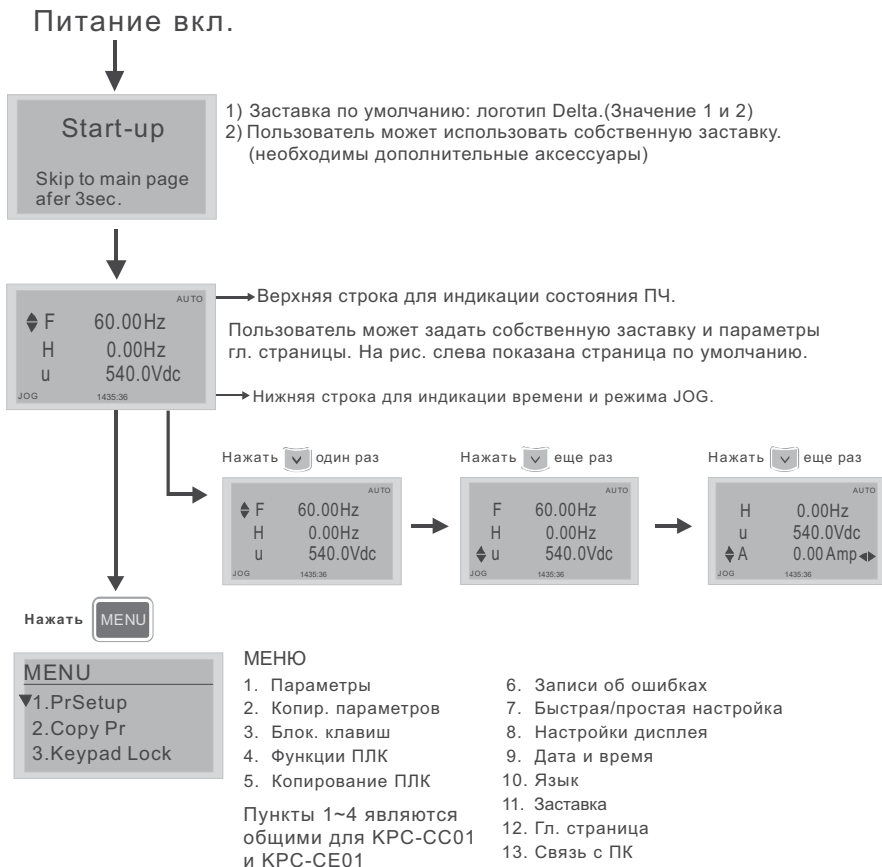 Питание вкл.
Start-up
Skip to main page
afer 3sec.
1) Заставка по умолчанию: логотип Delta.(Значение 1 и 2)
2) Пользователь может использовать собственную заставку.
(необходимы дополнительные аксессуары)
AUTO
F 60.00Hz
H 0.00Hz
u 540.0Vdc
JOG 1435:36
Верхняя строка для индикации состояния ПЧ.
Пользователь может задать собственную заставку и параметры
гл. страницы. На рис. слева показана страница по умолчанию.
Нижняя строка для индикации времени и режима JOG.
Нажать один раз
AUTO
F 60.00Hz
H 0.00Hz
u 540.0Vdc
JOG 1435:36
Нажать еще раз
AUTO
F 60.00Hz
H 0.00Hz
u 540.0Vdc
JOG 1435:36
Нажать еще раз
AUTO
H 0.00Hz
u 540.0Vdc
A 0.00 Amp
JOG 1435:36
Нажать MENU
MENU
1.PrSetup
2.Copy Pr
3.Keypad Lock
МЕНЮ
1. Параметры
2. Копир. параметров
3. Блок. клавиш
4. Функции ПЛК
5. Копирование ПЛК
Пункты 1~4 являются
общими для KPC-CC01
и KPC-CE01
6. Записи об ошибках
7. Быстрая/простая настройка
8. Настройки дисплея
9. Дата и время
10. Язык
11. Заставка
12. Гл. страница
13. Связь с ПК